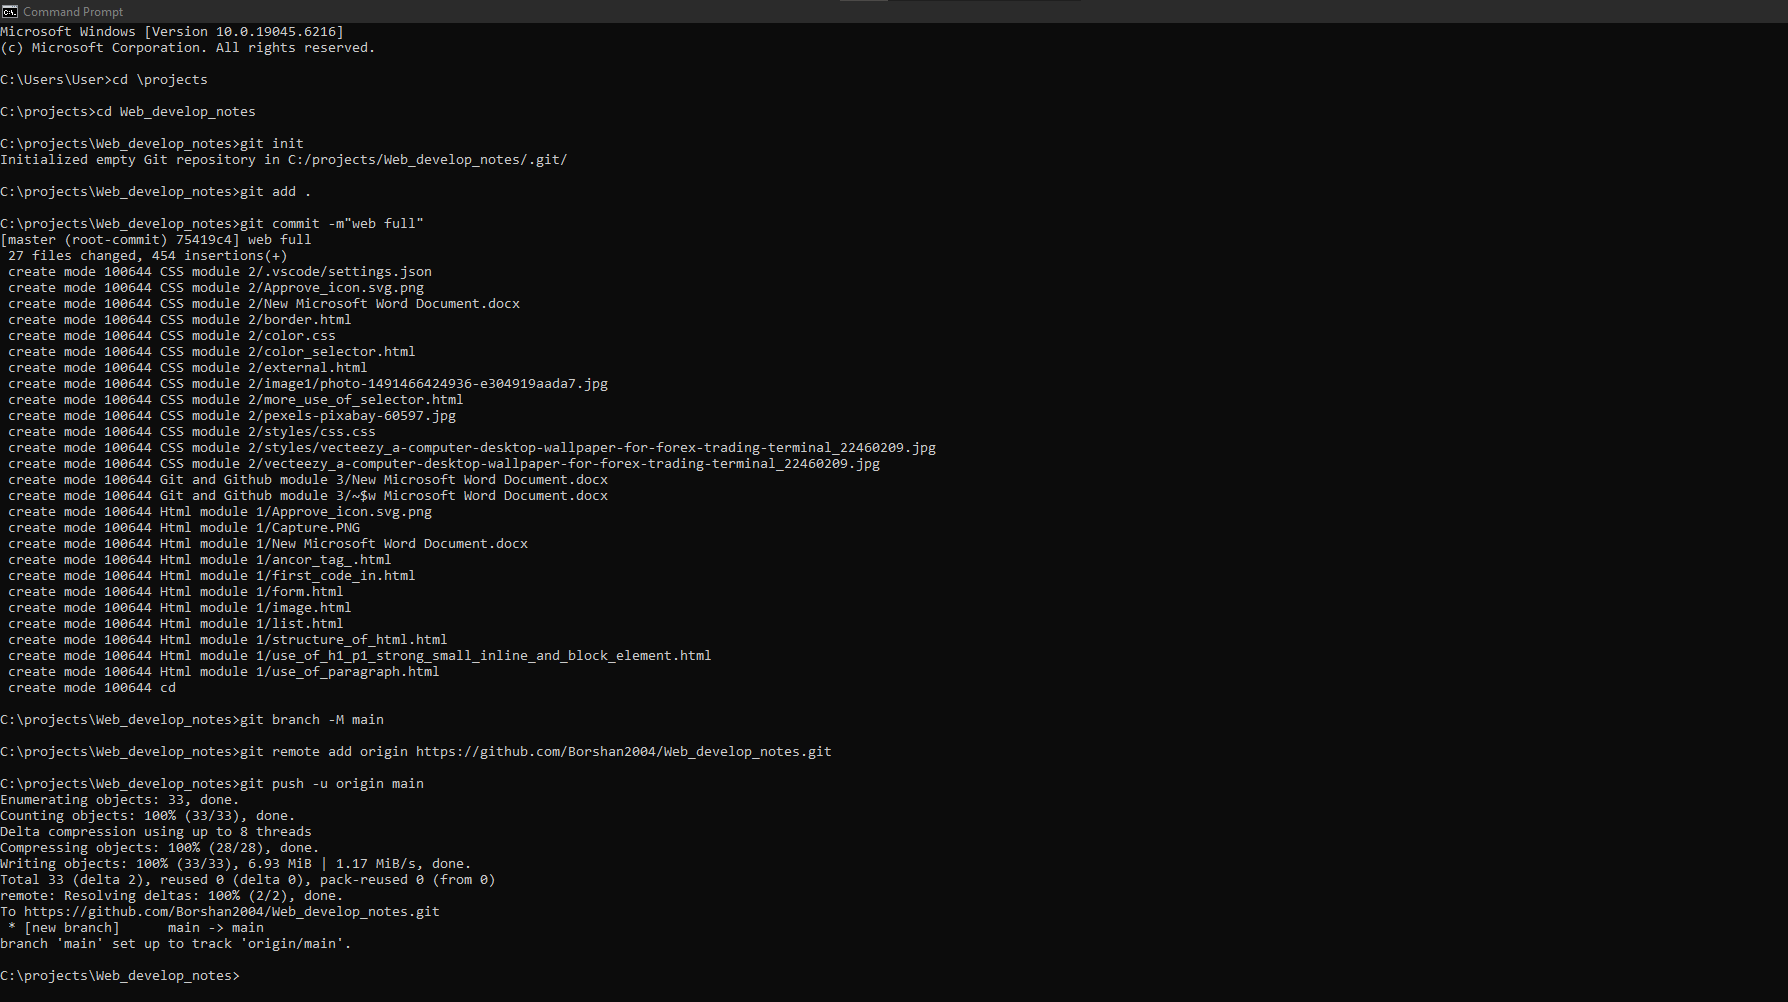 Command Prompt
Microsoft Windows [Version 10.0.19045.6216]
(c) Microsoft Corporation. All rights reserved.
C:\Users\User>cd \projects
C:\projects>cd Web_develop_notes
C:\projects\Web_develop_notes>git init
Initialized empty Git repository in C:/projects/Web_develop_notes/.git/
C:\projects\Web_develop_notes>git add .
C:\projects\Web_develop_notes>git commit -m"web full"
[master (root-commit) 75419c4] web full
 27 files changed, 454 insertions(+)
 create mode 100644 CSS module 2/.vscode/settings.json
 create mode 100644 CSS module 2/Approve_icon.svg.png
 create mode 100644 CSS module 2/New Microsoft Word Document.docx
 create mode 100644 CSS module 2/border.html
 create mode 100644 CSS module 2/color.css
 create mode 100644 CSS module 2/color_selector.html
 create mode 100644 CSS module 2/external.html
 create mode 100644 CSS module 2/image1/photo-1491466424936-e304919aada7.jpg
 create mode 100644 CSS module 2/more_use_of_selector.html
 create mode 100644 CSS module 2/pexels-pixabay-60597.jpg
 create mode 100644 CSS module 2/styles/css.css
 create mode 100644 CSS module 2/styles/vecteezy_a-computer-desktop-wallpaper-for-forex-trading-terminal_22460209.jpg
 create mode 100644 CSS module 2/vecteezy_a-computer-desktop-wallpaper-for-forex-trading-terminal_22460209.jpg
 create mode 100644 Git and Github module 3/New Microsoft Word Document.docx
 create mode 100644 Git and Github module 3/~$w Microsoft Word Document.docx
 create mode 100644 Html module 1/Approve_icon.svg.png
 create mode 100644 Html module 1/Capture.PNG
 create mode 100644 Html module 1/New Microsoft Word Document.docx
 create mode 100644 Html module 1/ancor_tag_.html
 create mode 100644 Html module 1/first_code_in.html
 create mode 100644 Html module 1/form.html
 create mode 100644 Html module 1/image.html
 create mode 100644 Html module 1/list.html
 create mode 100644 Html module 1/structure_of_html.html
 create mode 100644 Html module 1/use_of_h1_p1_strong_small_inline_and_block_element.html
 create mode 100644 Html module 1/use_of_paragraph.html
 create mode 100644 cd
C:\projects\Web_develop_notes>git branch -M main
C:\projects\Web_develop_notes>git remote add origin https://github.com/Borshan2004/Web_develop_notes.git
C:\projects\Web_develop_notes>git push -u origin main
Enumerating objects: 33, done.
Counting objects: 100% (33/33), done.
Delta compression using up to 8 threads
Compressing objects: 100% (28/28), done.
Writing objects: 100% (33/33), 6.93 MiB | 1.17 MiB/s, done.
Total 33 (delta 2), reused 0 (delta 0), pack-reused 0 (from 0)
remote: Resolving deltas: 100% (2/2), done.
To https://github.com/Borshan2004/Web_develop_notes.git
 * [new branch]      main -> main
branch 'main' set up to track 'origin/main'.
C:\projects\Web_develop_notes>